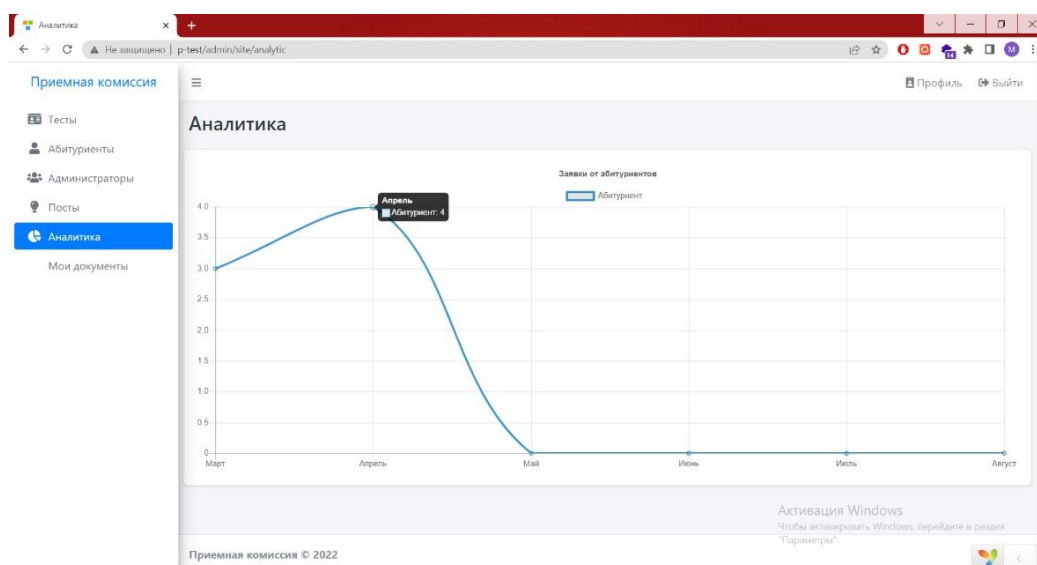 Аналитика
Не защищено | p-test/admin/site/analytic
14
M
Приемная комиссия
Профиль
Выйти
Тесты
Абитуриенты
Администраторы
Посты
Аналитика
Мои документы
Аналитика
Заявки от абитуриентов
Абитуриент
Апрель
Абитуриент: 4
4.0
3.5
3.0
2.5
2.0
1.5
1.0
0.5
0
Март Апрель Май Июнь Июль Август
Активация Windows
Чтобы активировать Windows, перейдите в раздел
"Параметры".
Приемная комиссия © 2022